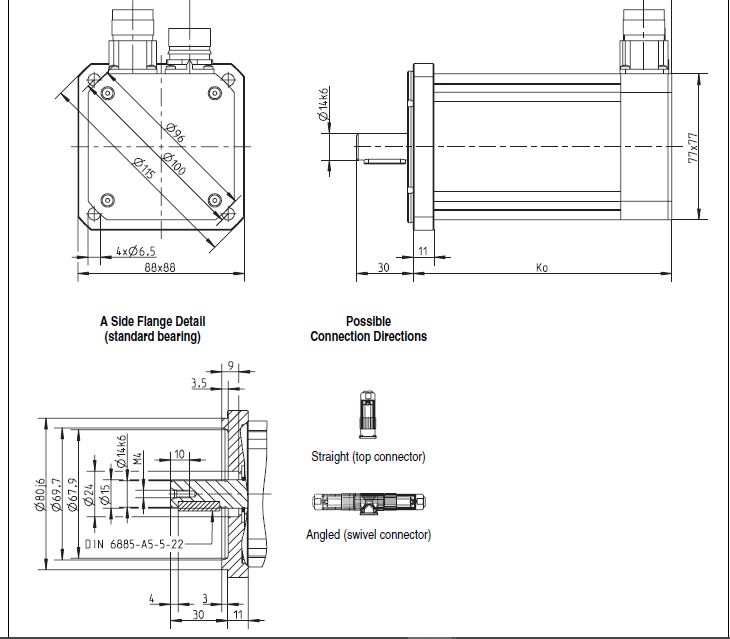 Ø14k6
Ø96
Ø100
Ø115
77x77
4xØ6.5
11
88x88
30
Ko
A Side Flange Detail
(standard bearing)
Possible
Connection Directions
9
3.5
10
Ø80j6
Ø69.7
Ø67.9
Ø24
Ø15
Ø14k6
M4
Straight (top connector)
Angled (swivel connector)
DIN 6885-A5-5-22
4
3
30
11